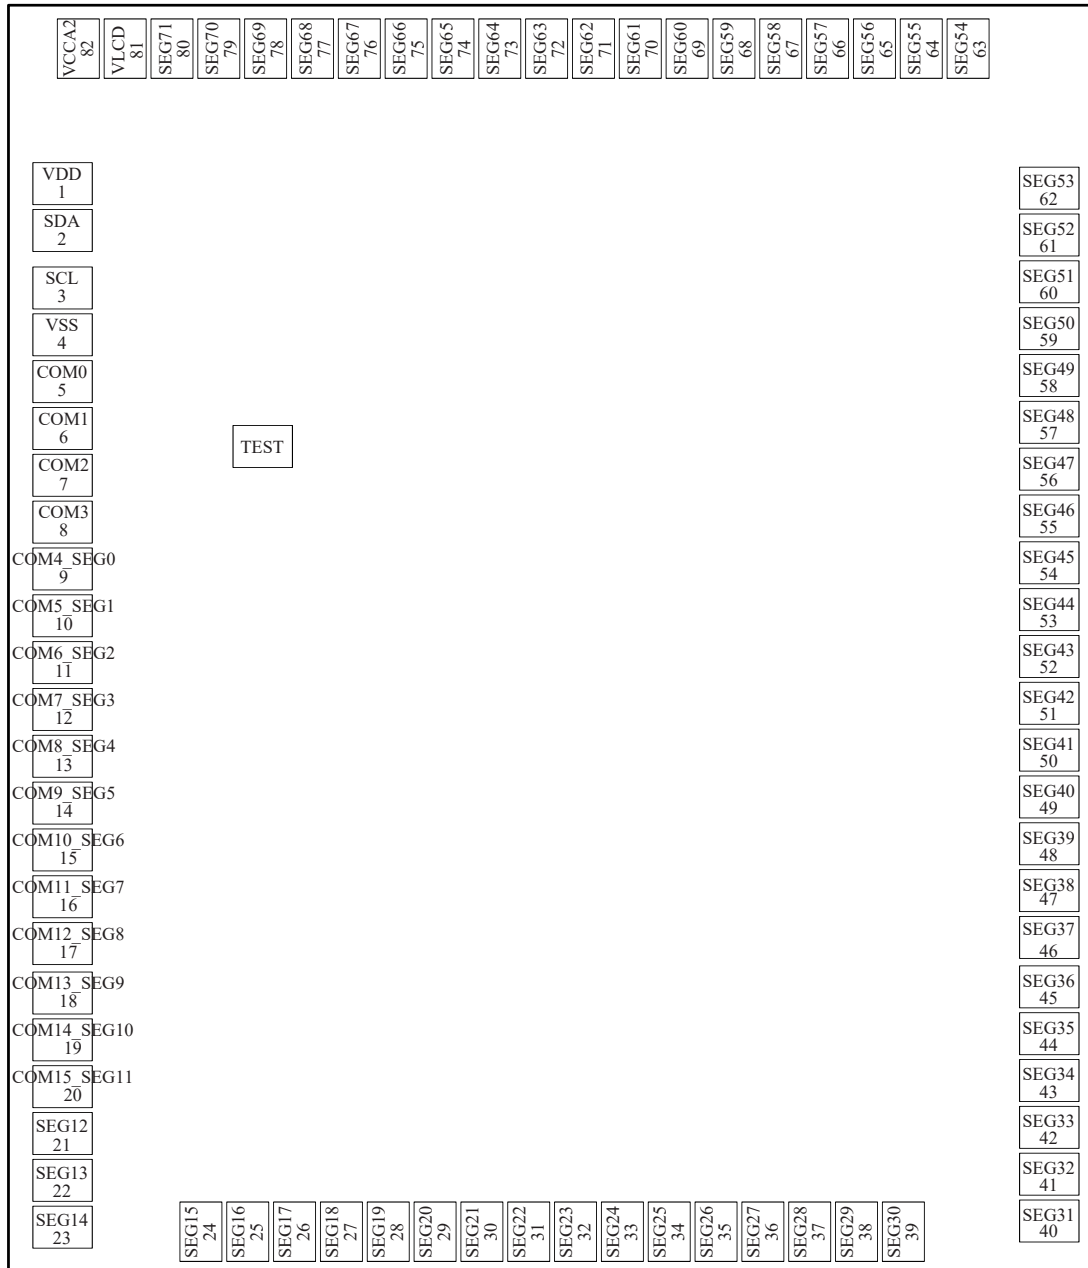 VCCA2
82
VLCD
81
SEG71
80
SEG70
79
SEG69
78
SEG68
77
SEG67
76
SEG66
75
SEG65
74
SEG64
73
SEG63
72
SEG62
71
SEG61
70
SEG60
69
SEG59
68
SEG58
67
SEG57
66
SEG56
65
SEG55
64
SEG54
63
VDD
1
SDA
2
SCL
3
VSS
4
COM0
5
COM1
6
COM2
7
COM3
8
COM4_SEG0
9
COM5_SEG1
10
COM6_SEG2
11
COM7_SEG3
12
COM8_SEG4
13
COM9_SEG5
14
COM10_SEG6
15
COM11_SEG7
16
COM12_SEG8
17
COM13_SEG9
18
COM14_SEG10
19
COM15_SEG11
20
SEG12
21
SEG13
22
SEG14
23
TEST
SEG15
24
SEG16
25
SEG17
26
SEG18
27
SEG19
28
SEG20
29
SEG21
30
SEG22
31
SEG23
32
SEG24
33
SEG25
34
SEG26
35
SEG27
36
SEG28
37
SEG29
38
SEG30
39
SEG53
62
SEG52
61
SEG51
60
SEG50
59
SEG49
58
SEG48
57
SEG47
56
SEG46
55
SEG45
54
SEG44
53
SEG43
52
SEG42
51
SEG41
50
SEG40
49
SEG39
48
SEG38
47
SEG37
46
SEG36
45
SEG35
44
SEG34
43
SEG33
42
SEG32
41
SEG31
40